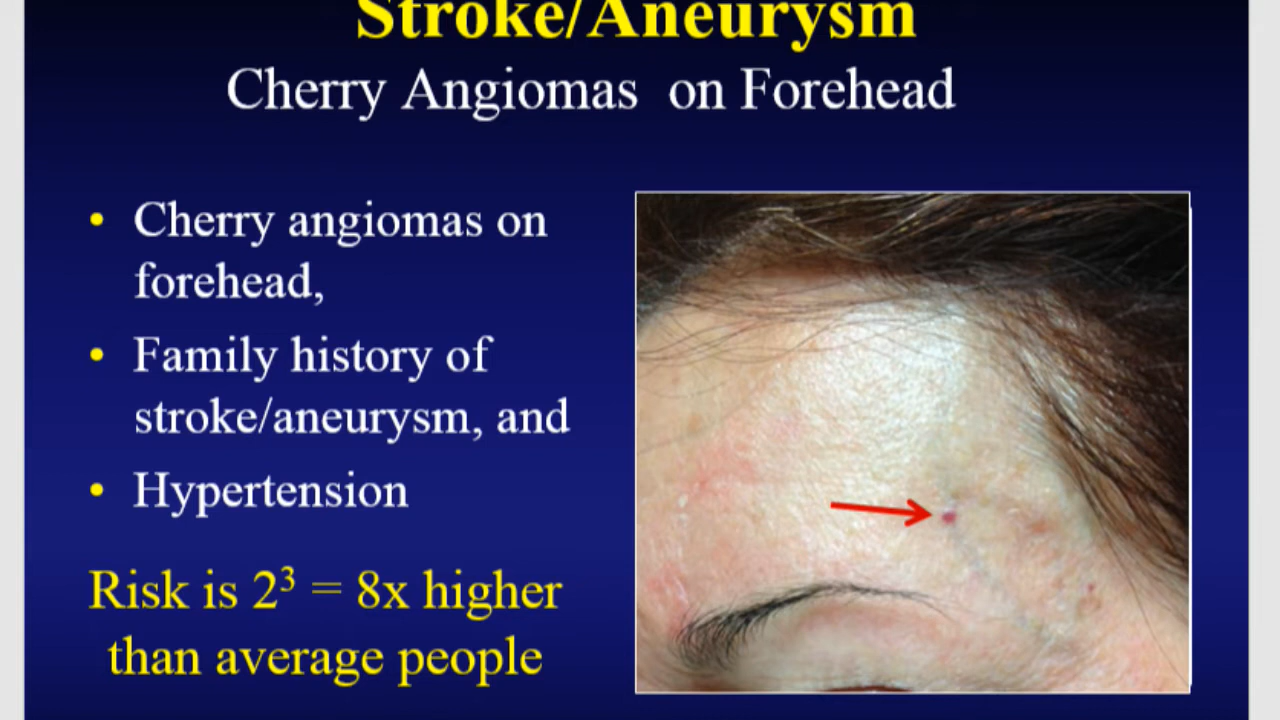 Stroke/Aneurysm
Cherry Angiomas on Forehead
• Cherry angiomas on
forehead,
• Family history of
stroke/aneurysm, and
• Hypertension
Risk is 2³ = 8x higher
than average people